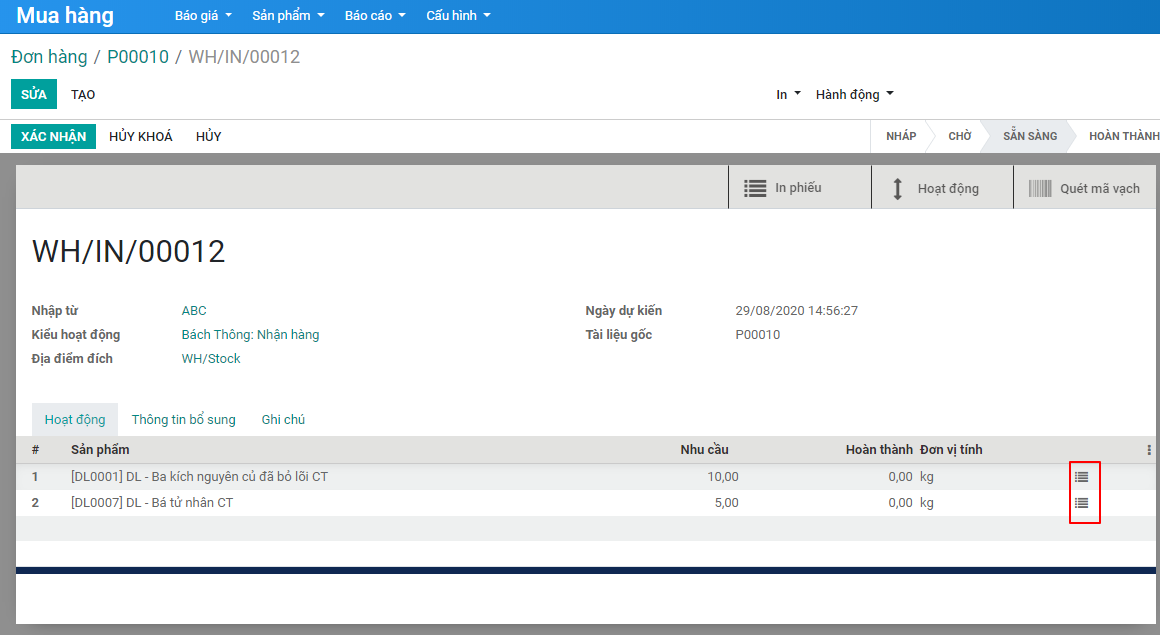 Mua hàng Báo giá Sản phẩm Báo cáo Cấu hình
Đơn hàng / P00010 / WH/IN/00012
SỬA TẠO In Hành động
XÁC NHẬN HỦY KHOÁ HỦY NHÁP CHỜ SẴN SÀNG HOÀN THÀNH
In phiếu Hoạt động Quét mã vạch
WH/IN/00012
Nhập từ ABC Ngày dự kiến 29/08/2020 14:56:27
Kiểu hoạt động Bách Thông: Nhận hàng Tài liệu gốc P00010
Địa điểm đích WH/Stock
Hoạt động Thông tin bổ sung Ghi chú
# Sản phẩm Nhu cầu Hoàn thành Đơn vị tính
1 [DL0001] DL - Ba kích nguyên củ đã bỏ lõi CT 10,00 0,00 kg
2 [DL0007] DL - Bá tử nhân CT 5,00 0,00 kg